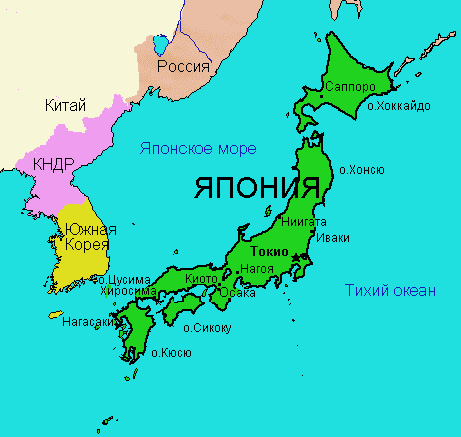 Россия
Саппоро
Китай
о.Хоккайдо
Японское море
КНДР
о.Хонсю
ЯПОНИЯ
Ниигата
Южная
Корея
Иваки
Токио
Нагоя
о.Цусима
Киото
Хиросима
Осака
Тихий океан
Нагасаки
о.Сикоку
о.Кюсю